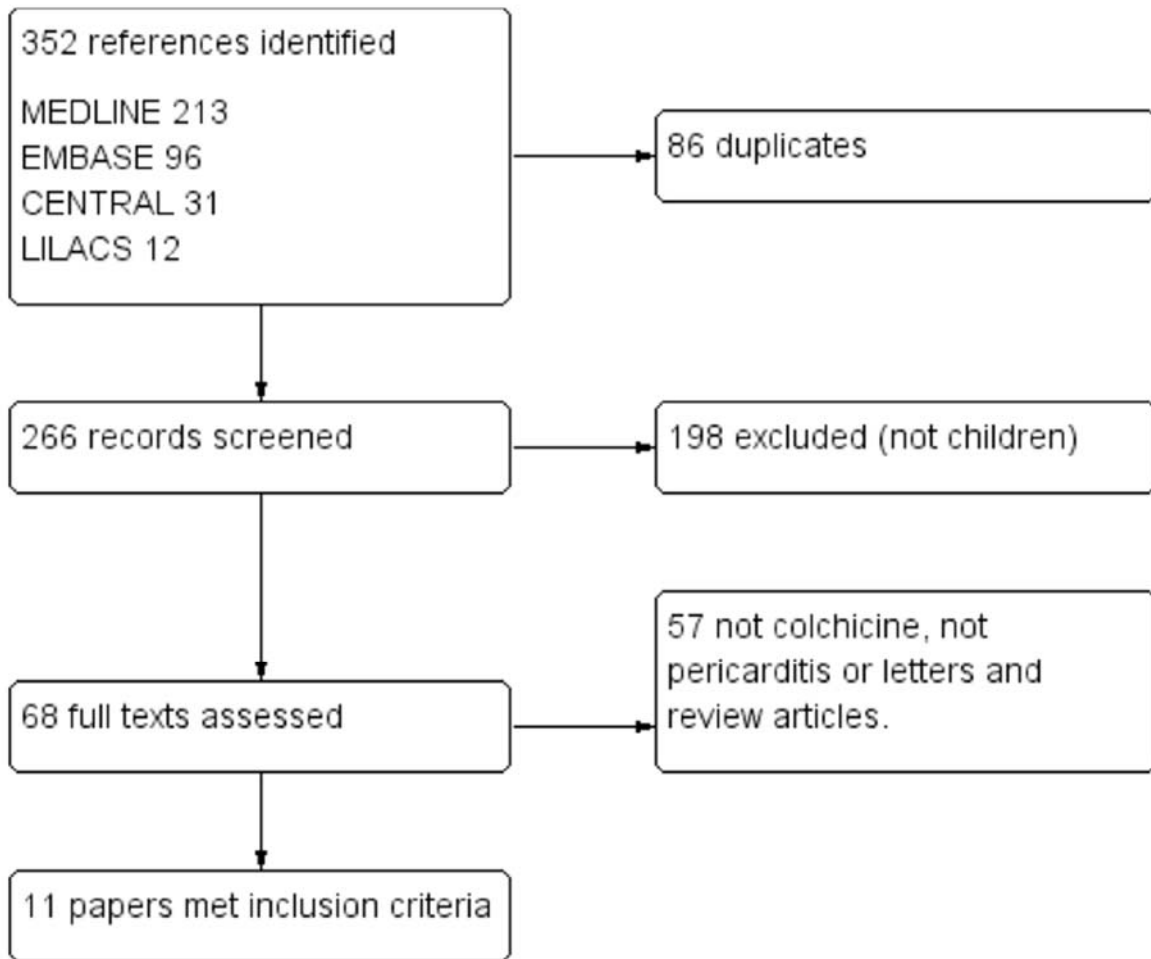 352 references identified
MEDLINE 213
EMBASE 96
CENTRAL 31
LILACS 12
86 duplicates
266 records screened
198 excluded (not children)
68 full texts assessed
57 not colchicine, not
pericarditis or letters and
review articles.
11 papers met inclusion criteria